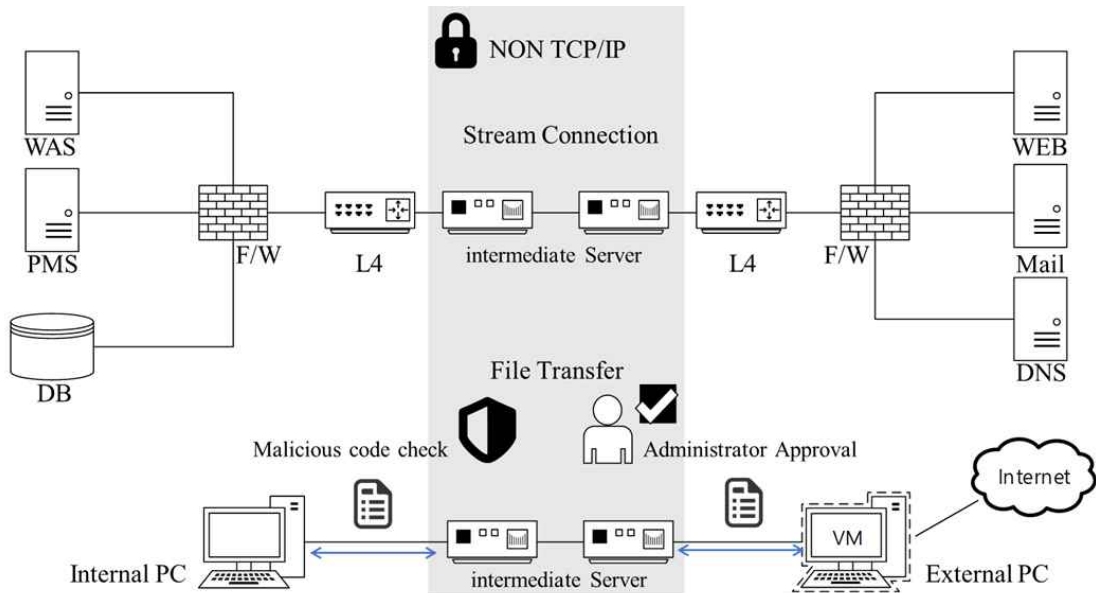 NON TCP/IP
Stream Connection
WAS
WEB
PMS
F/W
L4
intermediate Server
L4
F/W
Mail
DB
DNS
File Transfer
Malicious code check
Administrator Approval
Internet
VM
Internal PC
intermediate Server
External PC